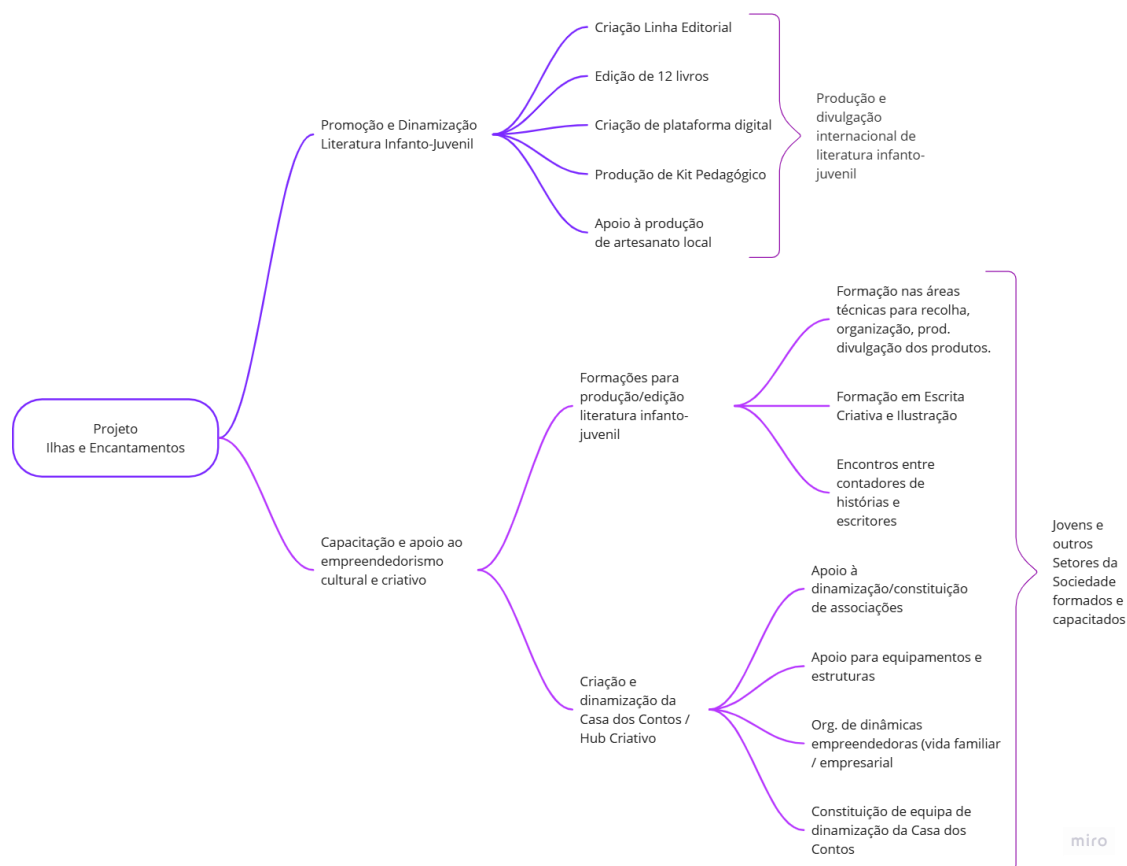 Projeto
Ilhas e Encantamentos
Promoção e Dinamização
Literatura Infanto-Juvenil
Criação Linha Editorial
Edição de 12 livros
Criação de plataforma digital
Produção de Kit Pedagógico
Apoio à produção
de artesanato local
Produção e
divulgação
internacional de
literatura infanto-
juvenil
Capacitação e apoio ao
empreendedorismo
cultural e criativo
Formações para
produção/edição
literatura infanto-
juvenil
Formação nas áreas
técnicas para recolha,
organização, prod.
divulgação dos produtos.
Formação em Escrita
Criativa e Ilustração
Encontros entre
contadores de
histórias e
escritores
Criação e
dinamização da
Casa dos Contos /
Hub Criativo
Apoio à
dinamização/constituição
de associações
Apoio para equipamentos e
estruturas
Org. de dinâmicas
empreendedoras (vida familiar
/ empresarial
Constituição de equipa de
dinamização da Casa dos
Contos
Jovens e
outros
Setores da
Sociedade
formados e
capacitados
miro